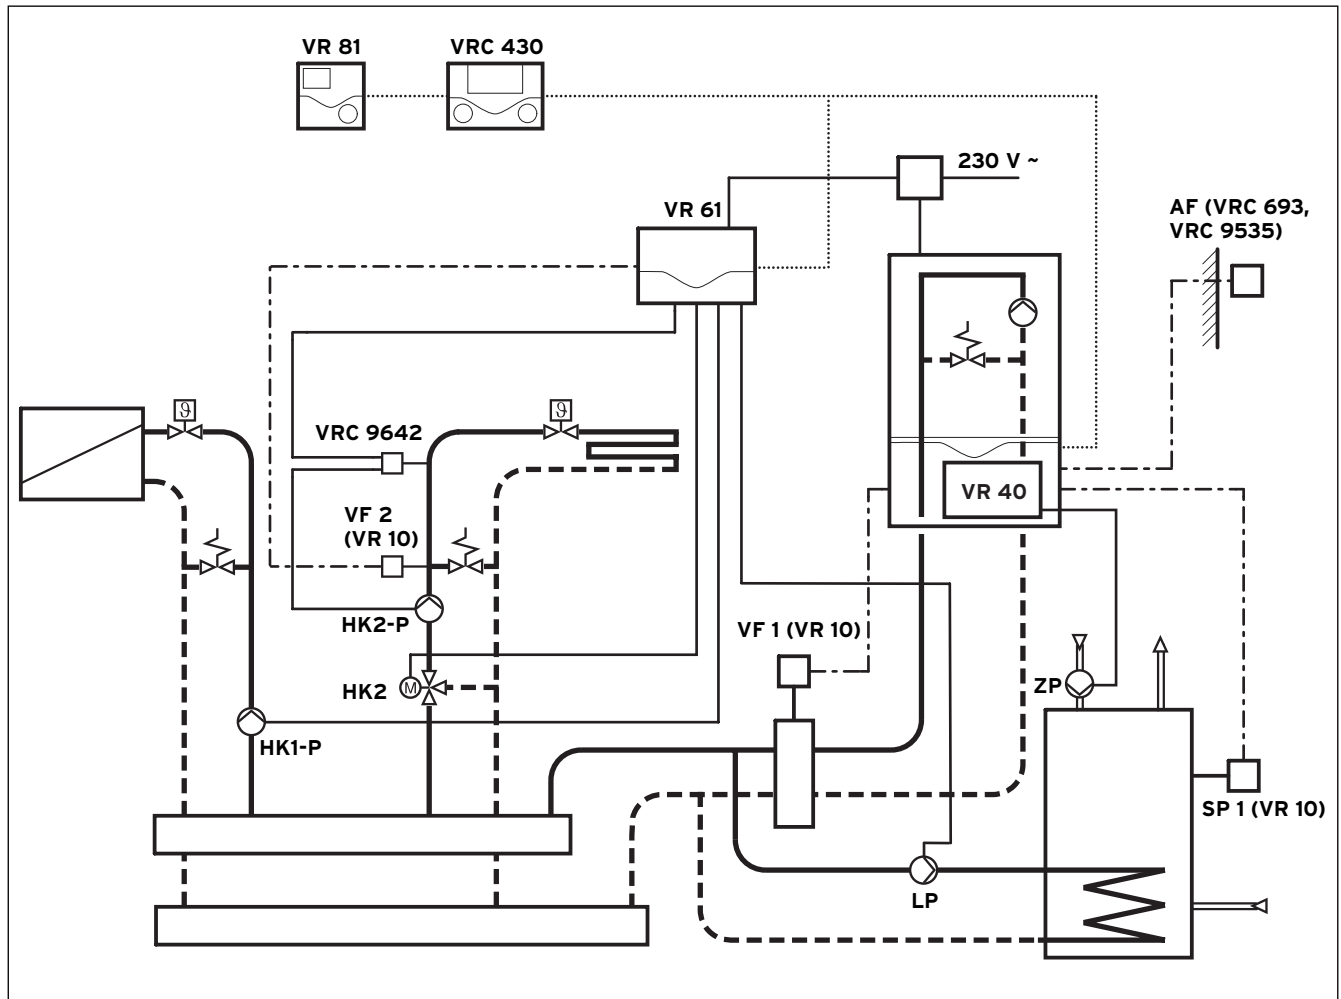 VR 81
VRC 430
230 V ~
VR 61
AF (VRC 693,
VRC 9535)
ϑ
ϑ
VRC 9642
VR 40
VF 2
(VR 10)
HK2-P
VF 1 (VR 10)
HK2
M
ZP
HK1-P
SP 1 (VR 10)
LP